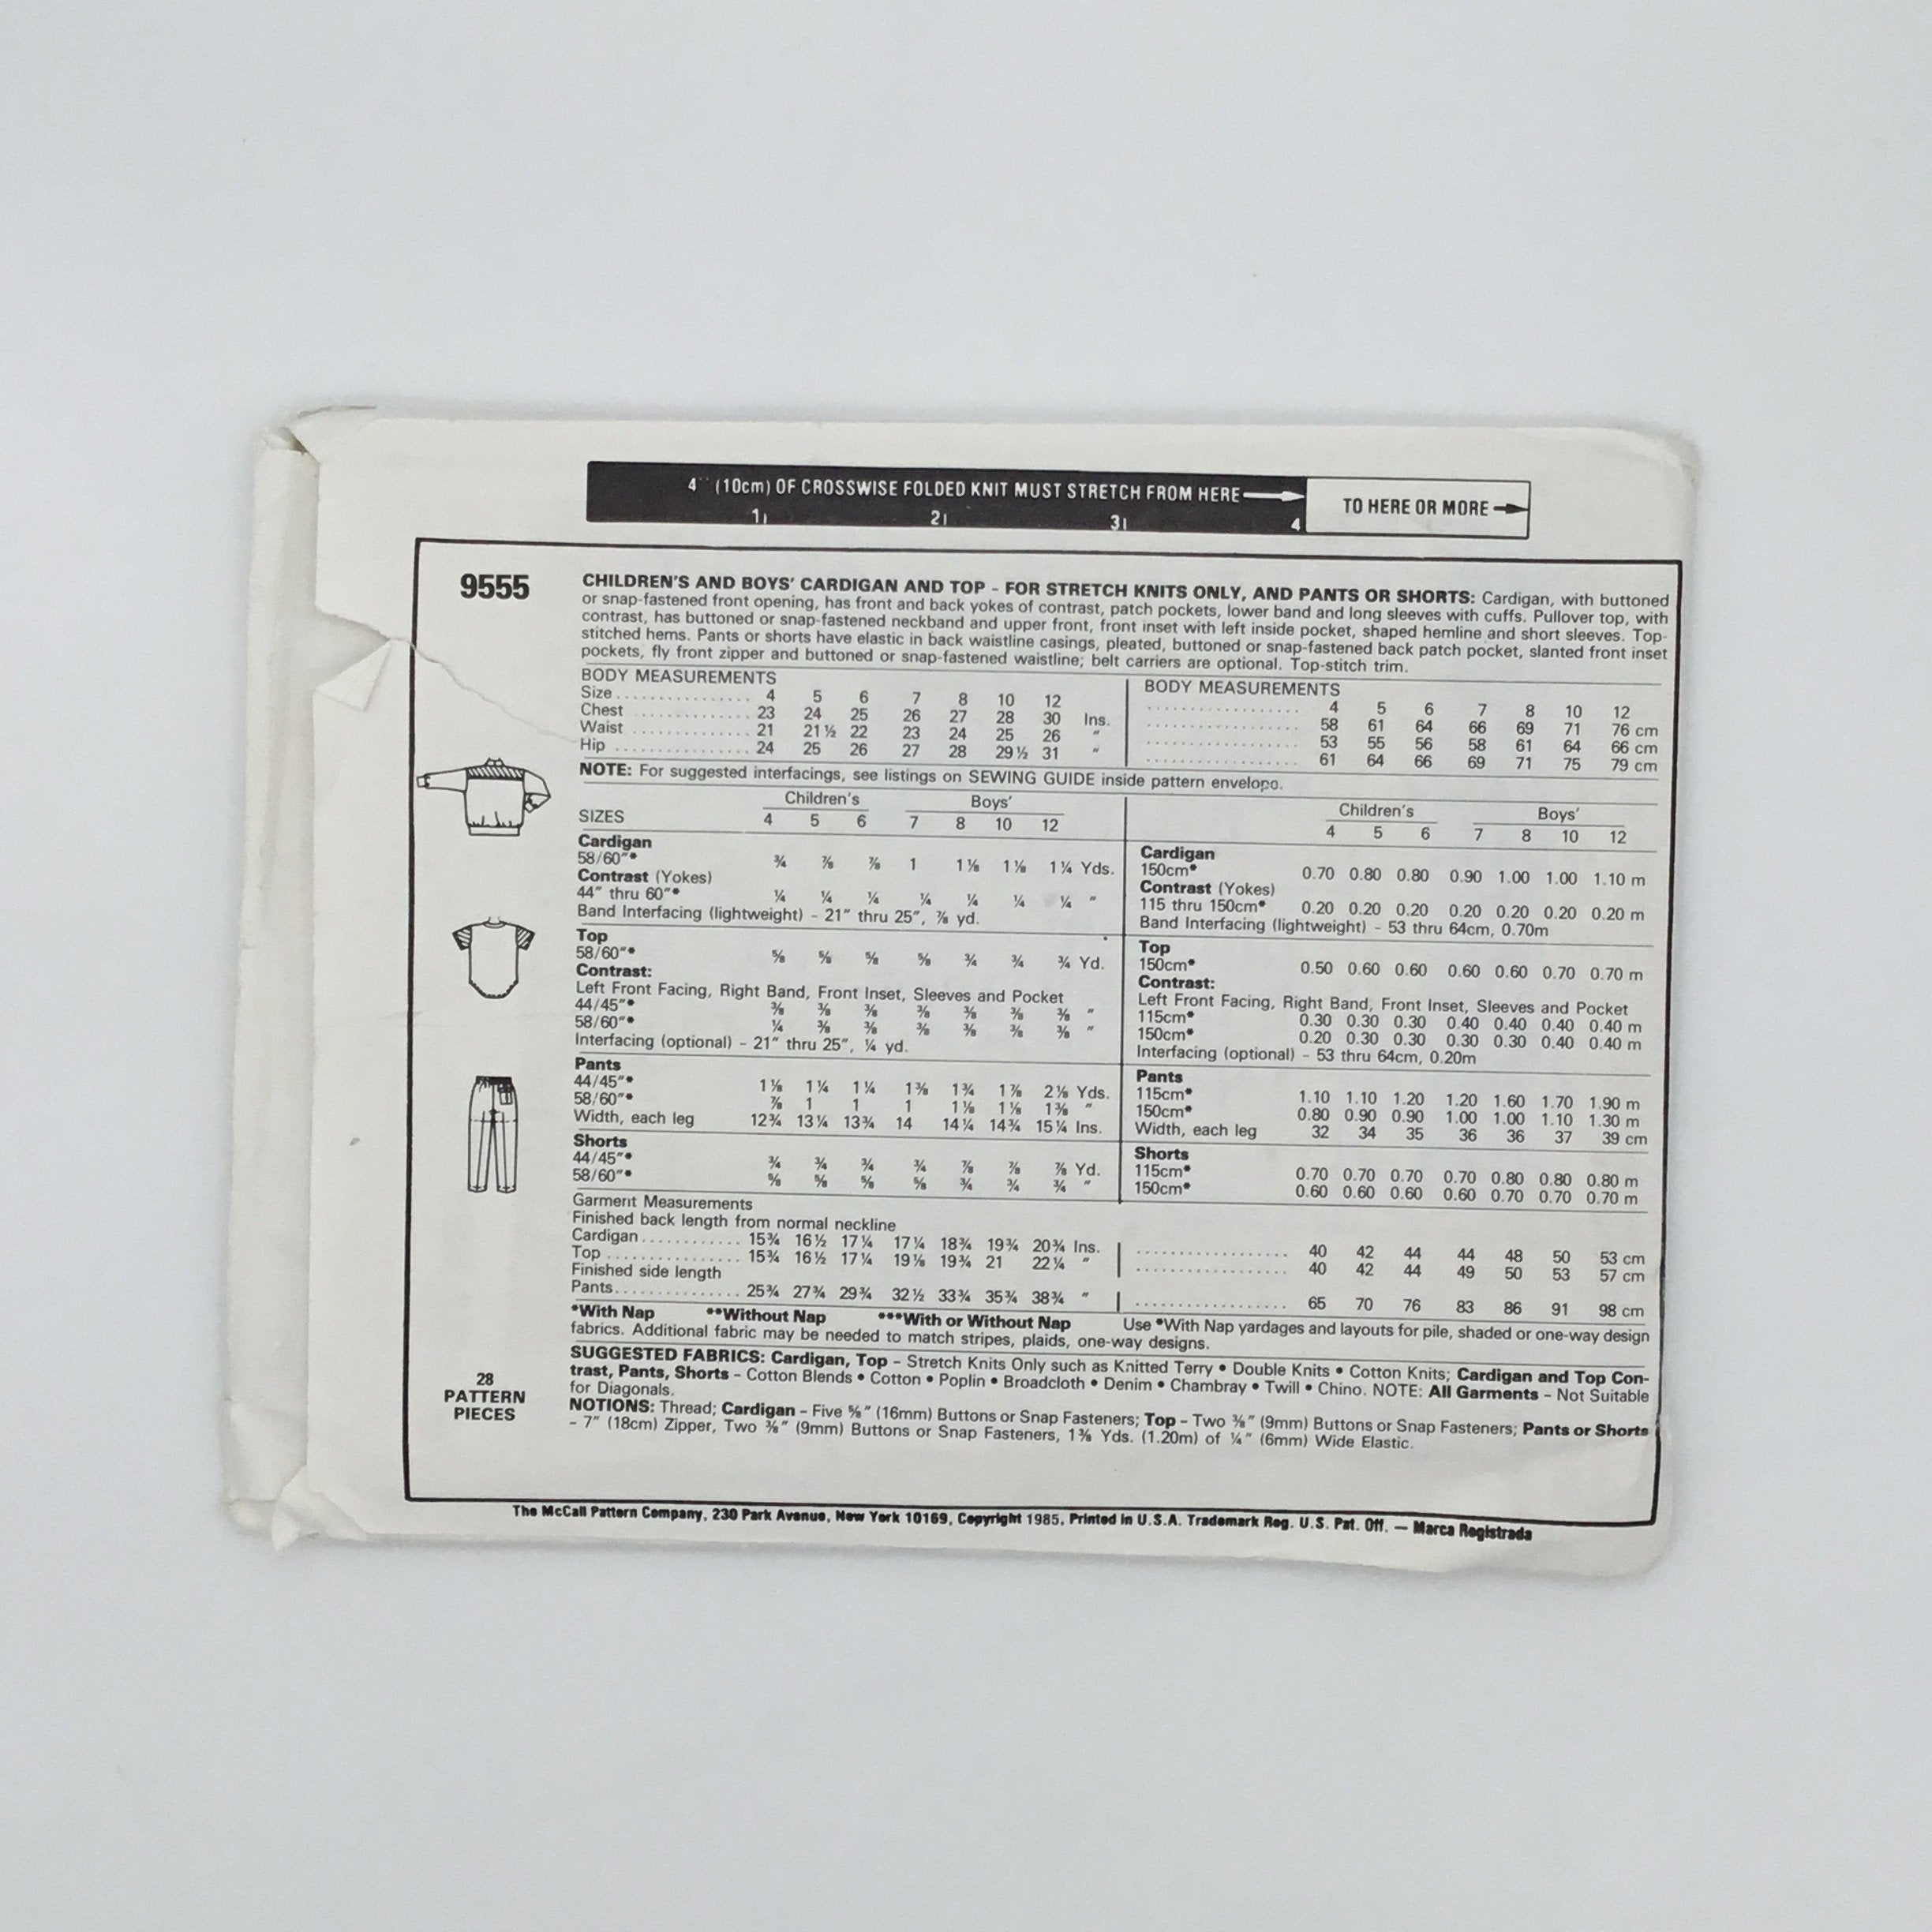 4" (10cm) OF CROSSWISE FOLDED KNIT MUST STRETCH FROM HERE TO HERE OR MORE
1 2 3 4
9555
CHILDREN'S AND BOYS' CARDIGAN AND TOP – FOR STRETCH KNITS ONLY, AND PANTS OR SHORTS: Cardigan, with buttoned
or snap-fastened front opening, has front and back yokes of contrast, patch pockets, lower band and long sleeves with cuffs. Pullover top, with
contrast, has buttoned or snap-fastened neckband and upper front, front inset with left inside pocket, shaped hemline and short sleeves. Top-
stitched hems. Pants or shorts have elastic in back waistline casings, pleated, buttoned or snap-fastened back patch pocket, slanted front inset
pockets, fly front zipper and buttoned or snap-fastened waistline; belt carriers are optional. Top-stitch trim.
BODY MEASUREMENTS
Size 4 5 6 7 8 10 12
Chest 23 24 25 26 27 28 30 Ins.
Waist 21 21½ 22 23 24 25 26 "
Hip 24 25 26 27 28 29½ 31 "
BODY MEASUREMENTS
4 5 6 7 8 10 12
58 61 64 66 69 71 76 cm
53 55 56 58 61 64 66 cm
61 64 66 69 71 75 79 cm
NOTE: For suggested interfacings, see listings on SEWING GUIDE inside pattern envelope.
Children's Boys'
SIZES 4 5 6 7 8 10 12
Cardigan
58/60"* ¾ ⅞ ⅞ 1 1⅛ 1⅛ 1¼ Yds.
Contrast (Yokes)
44" thru 60"* ¼ ¼ ¼ ¼ ¼ ¼ ¼ "
Band Interfacing (lightweight) – 21" thru 25", ⅞ yd.
Top
58/60"* ⅝ ⅝ ⅝ ⅝ ¾ ¾ ¾ Yd.
Contrast:
Left Front Facing, Right Band, Front Inset, Sleeves and Pocket
44/45"* ⅜ ⅜ ⅜ ⅜ ⅜ ⅜ ⅜ "
58/60"* ¼ ⅜ ⅜ ⅜ ⅜ ⅜ ⅜ "
Interfacing (optional) – 21" thru 25", ¼ yd.
Pants
44/45"* 1⅛ 1¼ 1¼ 1⅜ 1¾ 1⅞ 2⅛ Yds.
58/60"* ⅞ 1 1 1 1⅛ 1⅛ 1⅜ "
Width, each leg 12¾ 13¼ 13¾ 14 14¼ 14¾ 15¼ Ins.
Shorts
44/45"* ¾ ¾ ¾ ¾ ⅞ ⅞ ⅞ Yd.
58/60"* ⅝ ⅝ ⅝ ⅝ ¾ ¾ ¾ "
Children's Boys'
4 5 6 7 8 10 12
Cardigan
150cm* 0.70 0.80 0.80 0.90 1.00 1.00 1.10 m
Contrast (Yokes)
115 thru 150cm* 0.20 0.20 0.20 0.20 0.20 0.20 0.20 m
Band Interfacing (lightweight) – 53 thru 64cm, 0.70m
Top
150cm* 0.50 0.60 0.60 0.60 0.60 0.70 0.70 m
Contrast:
Left Front Facing, Right Band, Front Inset, Sleeves and Pocket
115cm* 0.30 0.30 0.30 0.40 0.40 0.40 0.40 m
150cm* 0.20 0.30 0.30 0.30 0.30 0.40 0.40 m
Interfacing (optional) – 53 thru 64cm, 0.20m
Pants
115cm* 1.10 1.10 1.20 1.20 1.60 1.70 1.90 m
150cm* 0.80 0.90 0.90 1.00 1.00 1.10 1.30 m
Width, each leg 32 34 35 36 36 37 39 cm
Shorts
115cm* 0.70 0.70 0.70 0.70 0.80 0.80 0.80 m
150cm* 0.60 0.60 0.60 0.60 0.70 0.70 0.70 m
Garment Measurements
Finished back length from normal neckline
Cardigan 15¾ 16½ 17¼ 17¼ 18¾ 19¾ 20¾ Ins. 40 42 44 44 48 50 53 cm
Top 15¾ 16½ 17¼ 19⅛ 19¾ 21 22¼ " 40 42 44 49 50 53 57 cm
Finished side length
Pants 25¾ 27¾ 29¾ 32½ 33¾ 35¾ 38¾ " 65 70 76 83 86 91 98 cm
*With Nap **Without Nap ***With or Without Nap Use *With Nap yardages and layouts for pile, shaded or one-way design
fabrics. Additional fabric may be needed to match stripes, plaids, one-way designs.
SUGGESTED FABRICS: Cardigan, Top – Stretch Knits Only such as Knitted Terry • Double Knits • Cotton Knits; Cardigan and Top Con-
trast, Pants, Shorts – Cotton Blends • Cotton • Poplin • Broadcloth • Denim • Chambray • Twill • Chino. NOTE: All Garments – Not Suitable
for Diagonals.
NOTIONS: Thread; Cardigan – Five ⅝" (16mm) Buttons or Snap Fasteners; Top – Two ⅜" (9mm) Buttons or Snap Fasteners; Pants or Shorts
– 7" (18cm) Zipper, Two ⅜" (9mm) Buttons or Snap Fasteners, 1⅜ Yds. (1.20m) of ¼" (6mm) Wide Elastic.
28
PATTERN
PIECES
The McCall Pattern Company, 230 Park Avenue, New York 10169, Copyright 1985, Printed in U.S.A. Trademark Reg. U.S. Pat. Off. — Marca Registrada